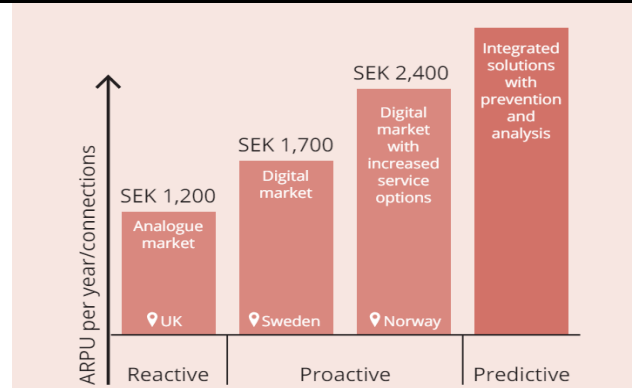 Integrated
solutions
with
prevention
and
analysis
SEK 2,400
Digital
market
with
increased
service
options
SEK 1,700
Digital
market
SEK 1,200
Analogue
market
UK
Sweden
Norway
ARPU per year/connections
Reactive
Proactive
Predictive